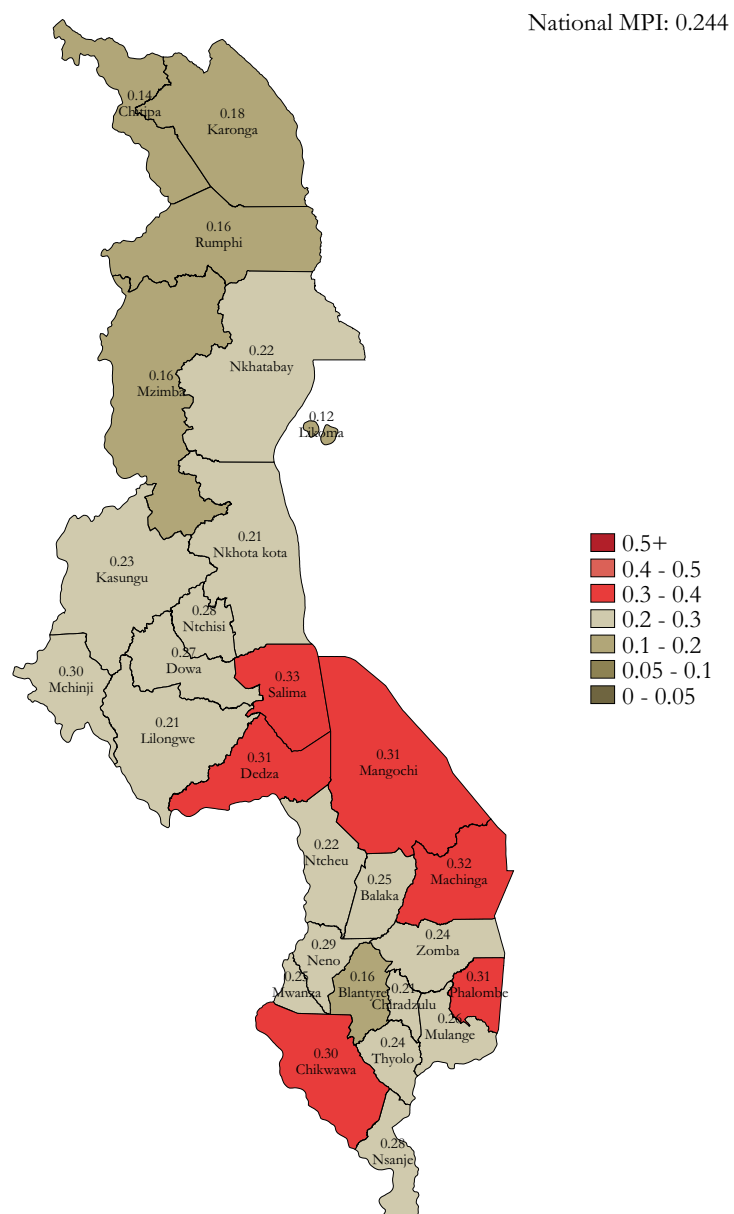 National MPI: 0.244
0.14
Chitipa
0.18
Karonga
0.16
Rumphi
0.22
Nkhatabay
0.16
Mzimba
0.12
Likoma
0.21
Nkhota kota
0.23
Kasungu
0.28
Ntchisi
0.27
Dowa
0.30
Mchinji
0.33
Salima
0.21
Lilongwe
0.31
Dedza
0.31
Mangochi
0.22
Ntcheu
0.25
Balaka
0.32
Machinga
0.24
Zomba
0.29
Neno
0.25
Mwanza
0.16
Blantyre
0.21
Chiradzulu
0.31
Phalombe
0.26
Mulange
0.24
Thyolo
0.30
Chikwawa
0.28
Nsanje
0.5+
0.4 - 0.5
0.3 - 0.4
0.2 - 0.3
0.1 - 0.2
0.05 - 0.1
0 - 0.05